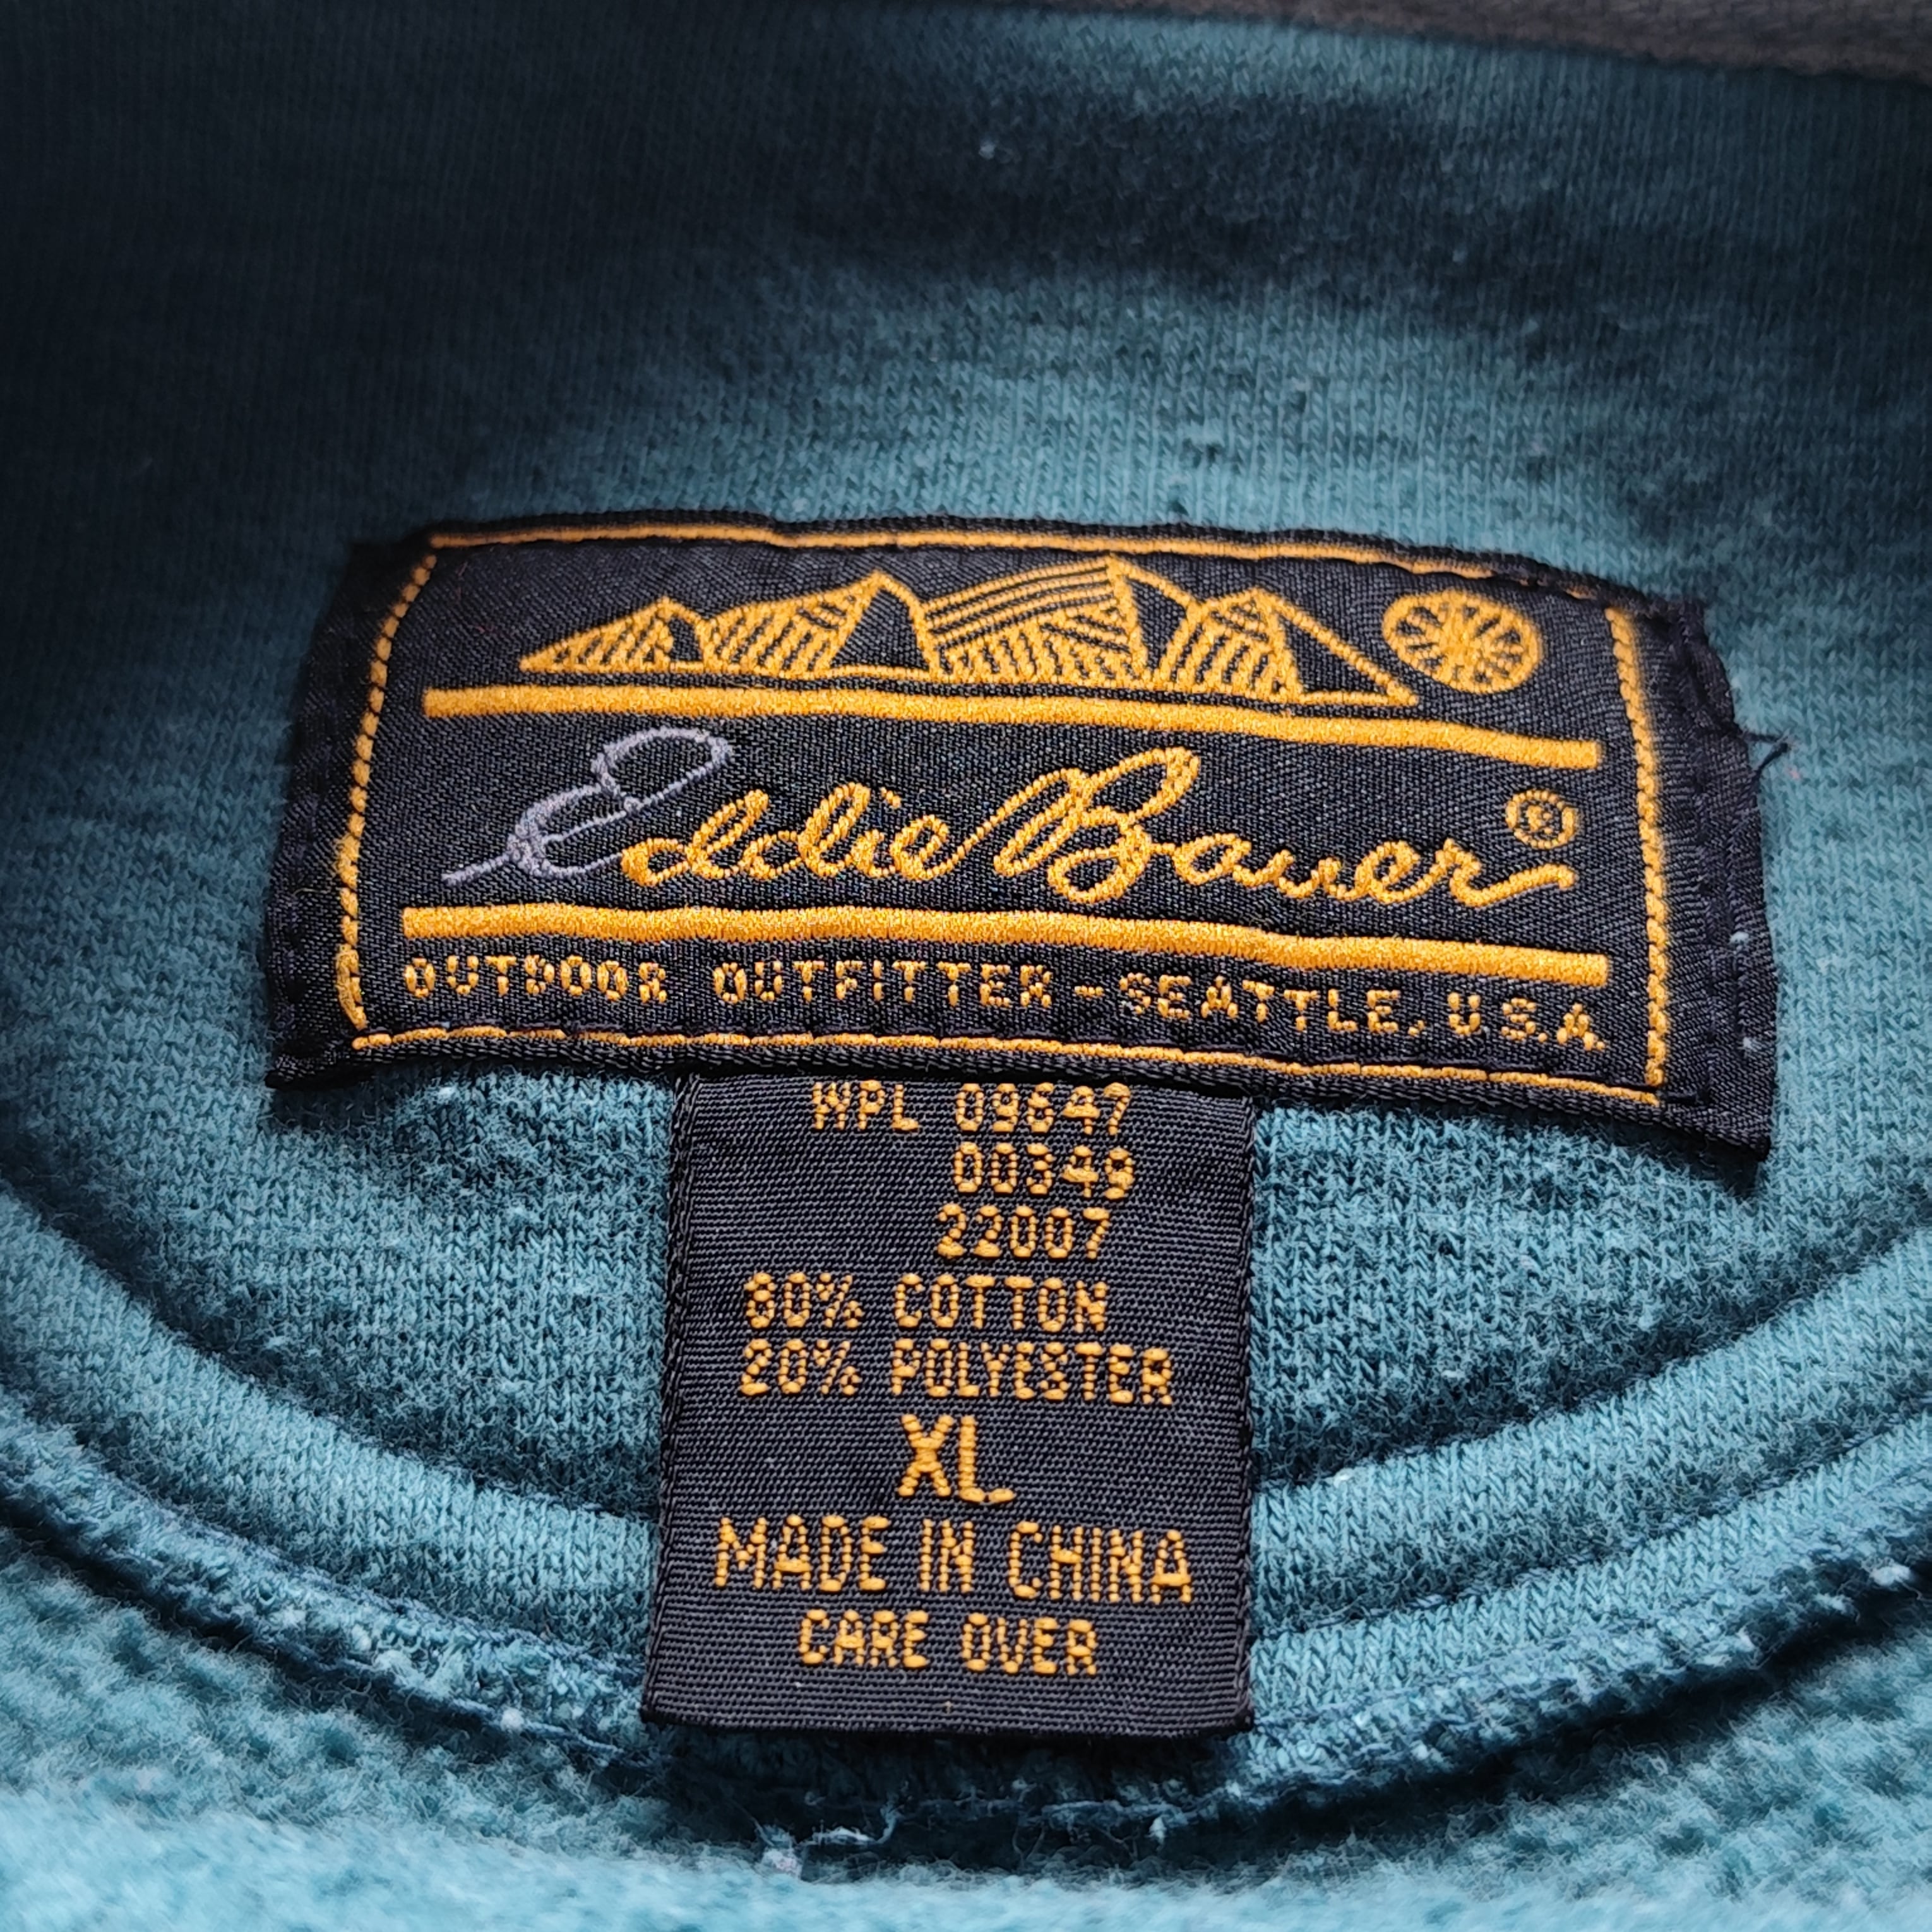 Eddie Bauer®
OUTDOOR OUTFITTER - SEATTLE, U.S.A.
WPL 09647
00349
22007
80% COTTON
20% POLYESTER
XL
MADE IN CHINA
CARE OVER